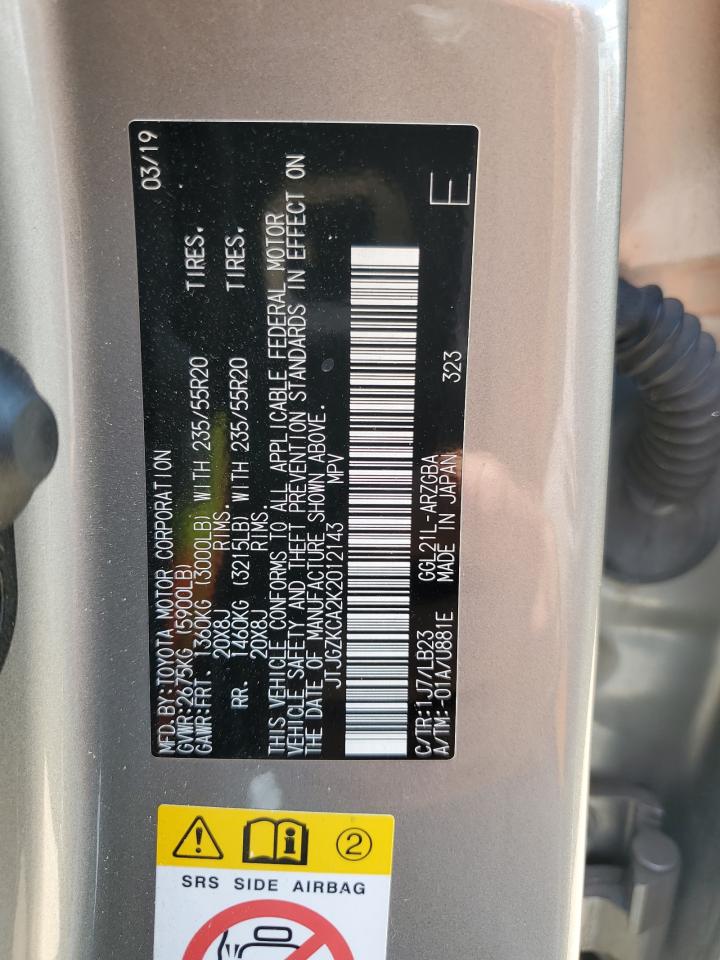 MFD.BY:TOYOTA MOTOR CORPORATION 03/19
GVWR:2675KG (5900LB)
GAWR:FRT. 1360KG (3000LB) WITH 235/55R20 TIRES.
20X8J RIMS.
RR. 1460KG (3215LB) WITH 235/55R20 TIRES.
20X8J RIMS.
THIS VEHICLE CONFORMS TO ALL APPLICABLE FEDERAL MOTOR
VEHICLE SAFETY AND THEFT PREVENTION STANDARDS IN EFFECT ON
THE DATE OF MANUFACTURE SHOWN ABOVE.
JTJGZKCA2K2012143 MPV
C/TR:1J7/LB23 GGL21L-ARZGBA
A/TM:-01A/U881E MADE IN JAPAN 323 E
2
SRS SIDE AIRBAG